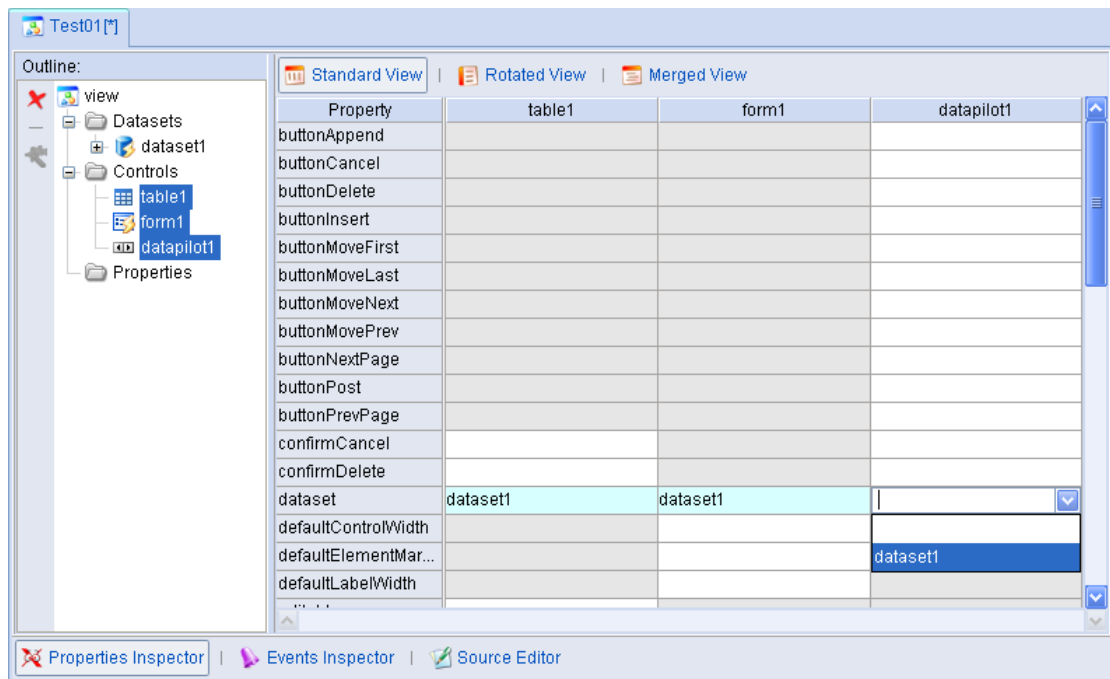 Test01[*]
Outline:
view
Datasets
dataset1
Controls
table1
form1
datapilot1
Properties
Standard View | Rotated View | Merged View
Property table1 form1 datapilot1
buttonAppend
buttonCancel
buttonDelete
buttonInsert
buttonMoveFirst
buttonMoveLast
buttonMoveNext
buttonMovePrev
buttonNextPage
buttonPost
buttonPrevPage
confirmCancel
confirmDelete
dataset dataset1 dataset1
defaultControlWidth
defaultElementMar... dataset1
defaultLabelWidth
Properties Inspector | Events Inspector | Source Editor